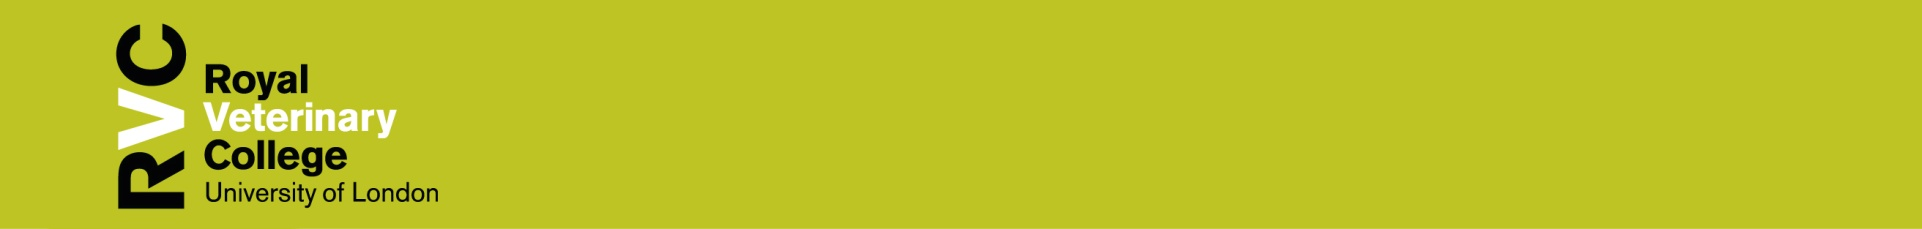 RVC
Royal
Veterinary
College
University of London